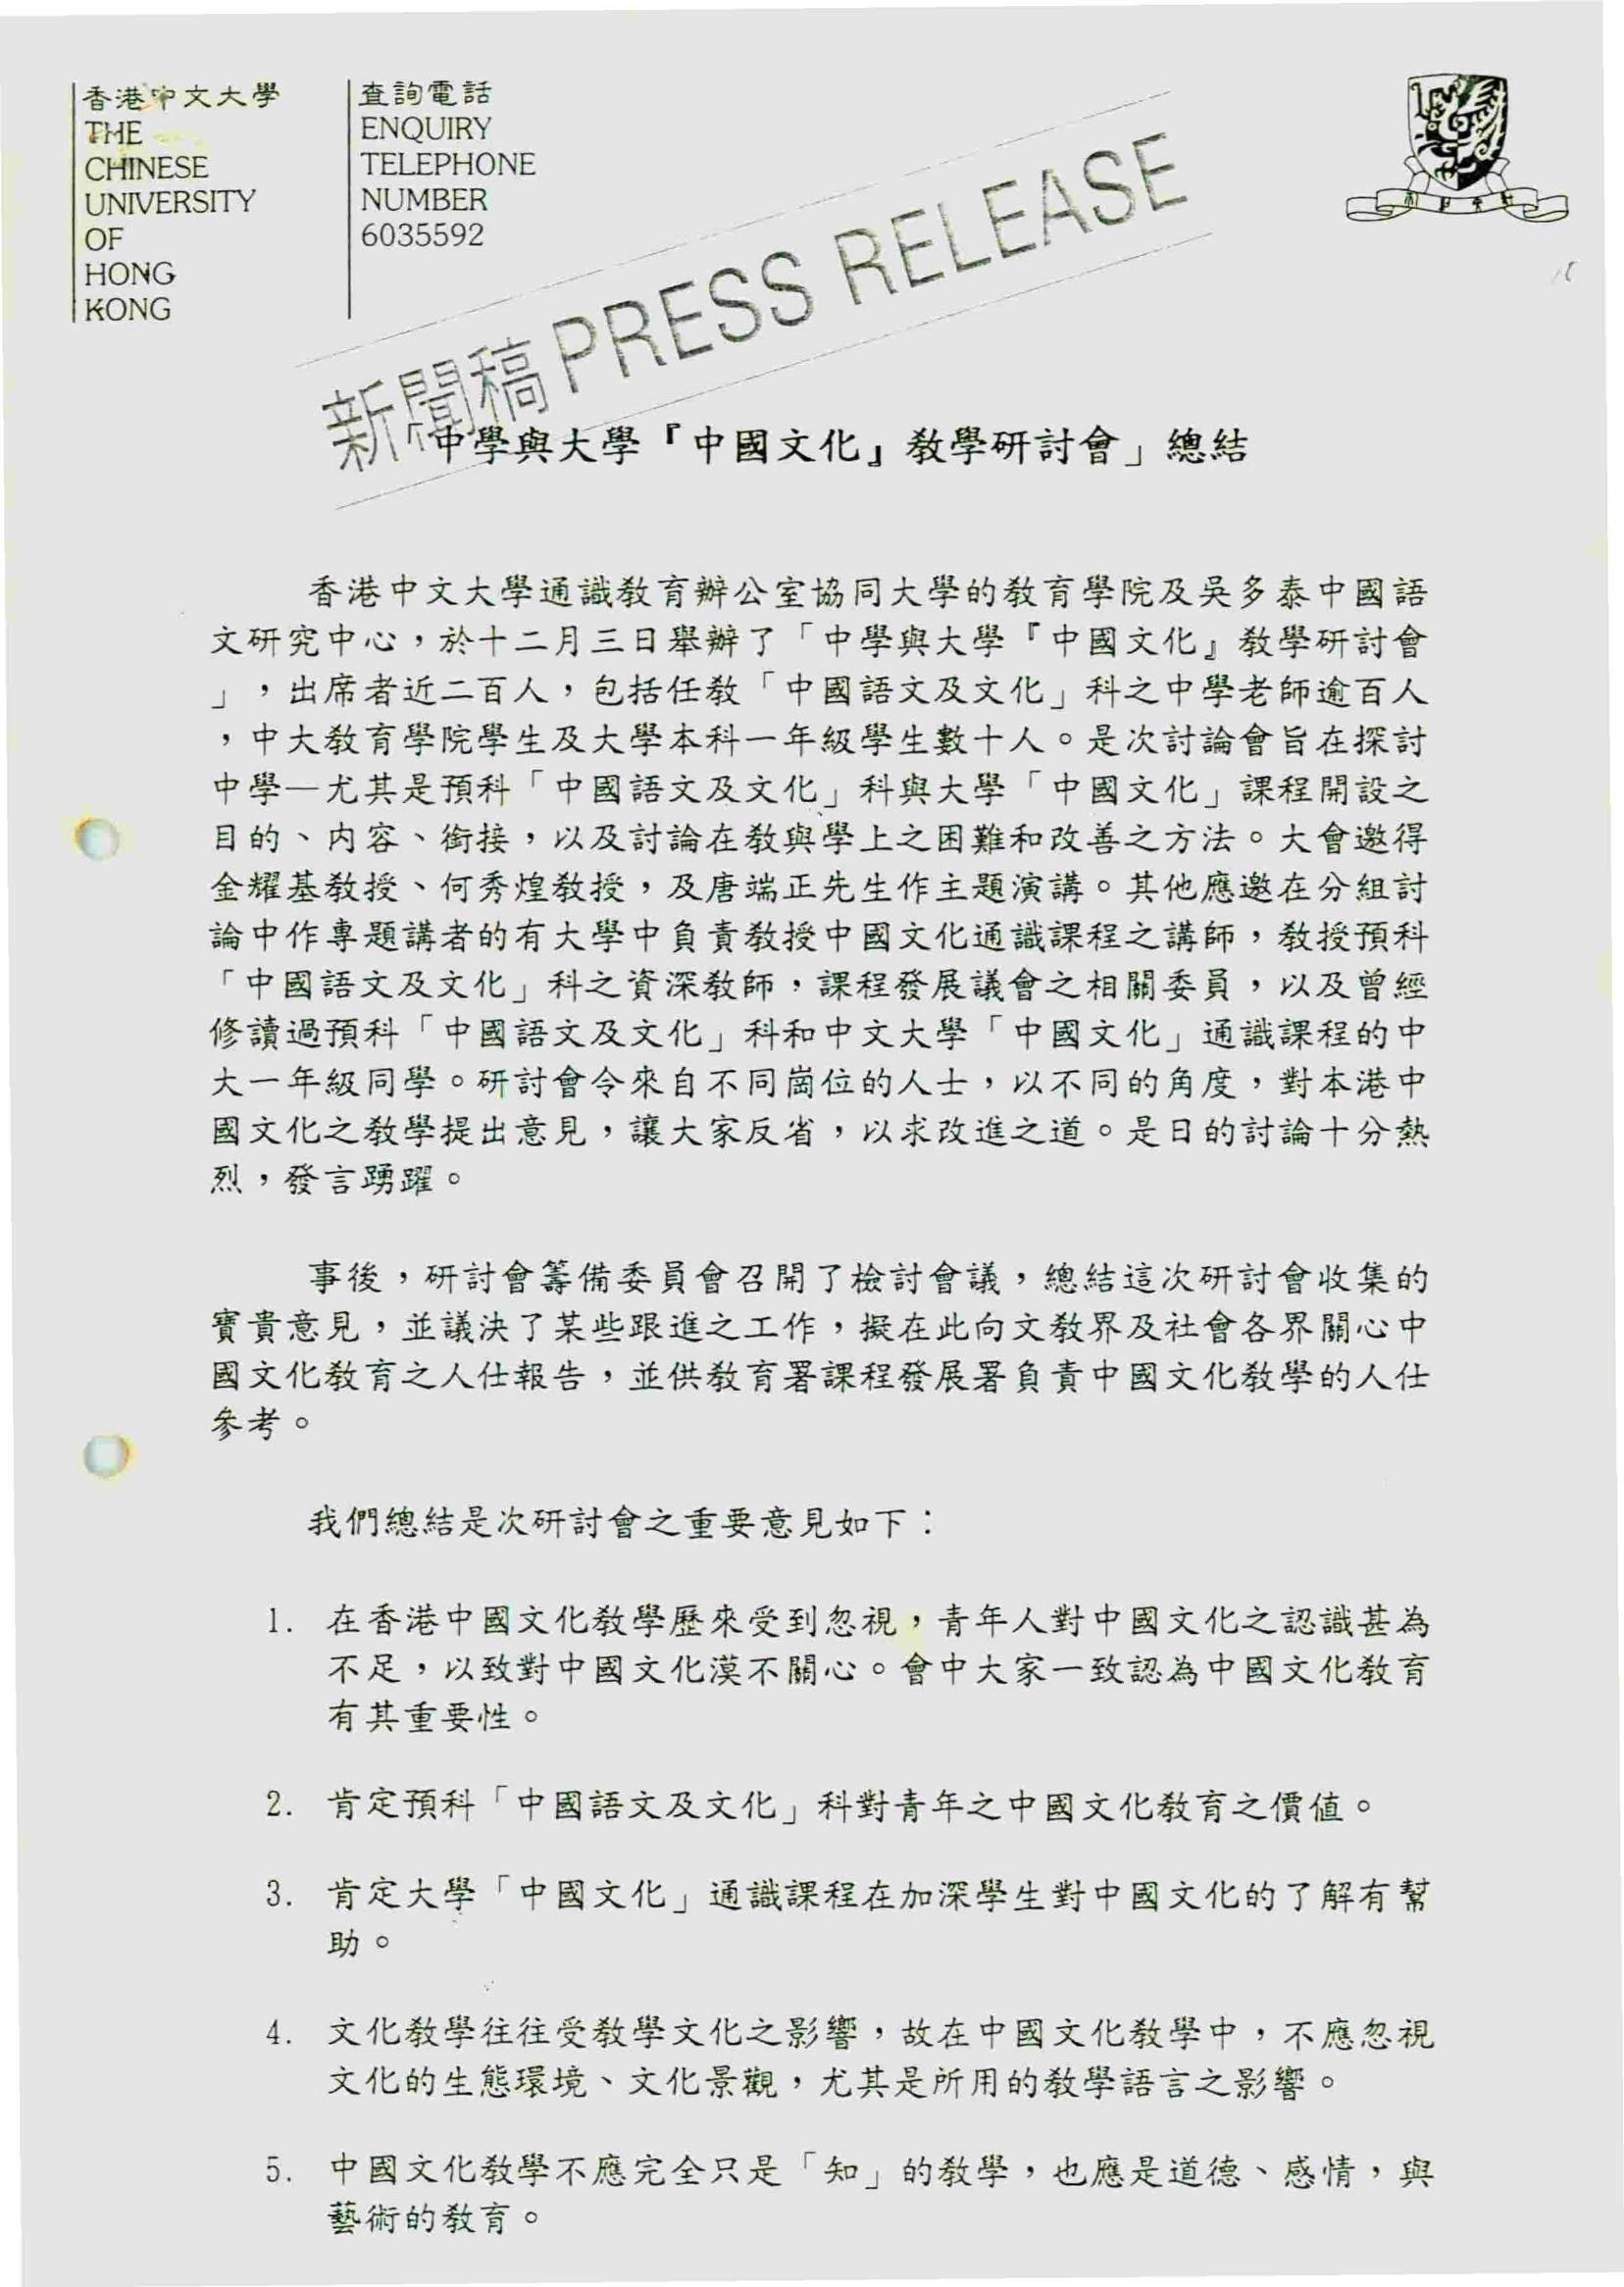 香港中文大學
THE
CHINESE
UNIVERSITY
OF
HONG
KONG
查詢電話
ENQUIRY
TELEPHONE
NUMBER
6035592
新聞稿 PRESS RELEASE
「中學與大學『中國文化』教學研討會」總結
香港中文大學通識教育辦公室協同大學的教育學院及吳多泰中國語
文研究中心，於十二月三日舉辦了「中學與大學『中國文化』教學研討會
」，出席者近二百人，包括任教「中國語文及文化」科之中學老師逾百人
，中大教育學院學生及大學本科一年級學生數十人。是次討論會旨在探討
中學—尤其是預科「中國語文及文化」科與大學「中國文化」課程開設之
目的、內容、銜接，以及討論在教與學上之困難和改善之方法。大會邀得
金耀基教授、何秀煌教授，及唐端正先生作主題演講。其他應邀在分組討
論中作專題講者的有大學中負責教授中國文化通識課程之講師，教授預科
「中國語文及文化」科之資深教師，課程發展議會之相關委員，以及曾經
修讀過預科「中國語文及文化」科和中文大學「中國文化」通識課程的中
大一年級同學。研討會令來自不同崗位的人士，以不同的角度，對本港中
國文化之教學提出意見，讓大家反省，以求改進之道。是日的討論十分熱
烈，發言踴躍。
事後，研討會籌備委員會召開了檢討會議，總結這次研討會收集的
寶貴意見，並議決了某些跟進之工作，擬在此向文教界及社會各界關心中
國文化教育之人仕報告，並供教育署課程發展署負責中國文化教學的人仕
參考。
我們總結是次研討會之重要意見如下：
1. 在香港中國文化教學歷來受到忽視，青年人對中國文化之認識甚為
不足，以致對中國文化漠不關心。會中大家一致認為中國文化教育
有其重要性。
2. 肯定預科「中國語文及文化」科對青年之中國文化教育之價值。
3. 肯定大學「中國文化」通識課程在加深學生對中國文化的了解有幫
助。
4. 文化教學往往受教學文化之影響，故在中國文化教學中，不應忽視
文化的生態環境、文化景觀，尤其是所用的教學語言之影響。
5. 中國文化教學不應完全只是「知」的教學，也應是道德、感情，與
藝術的教育。